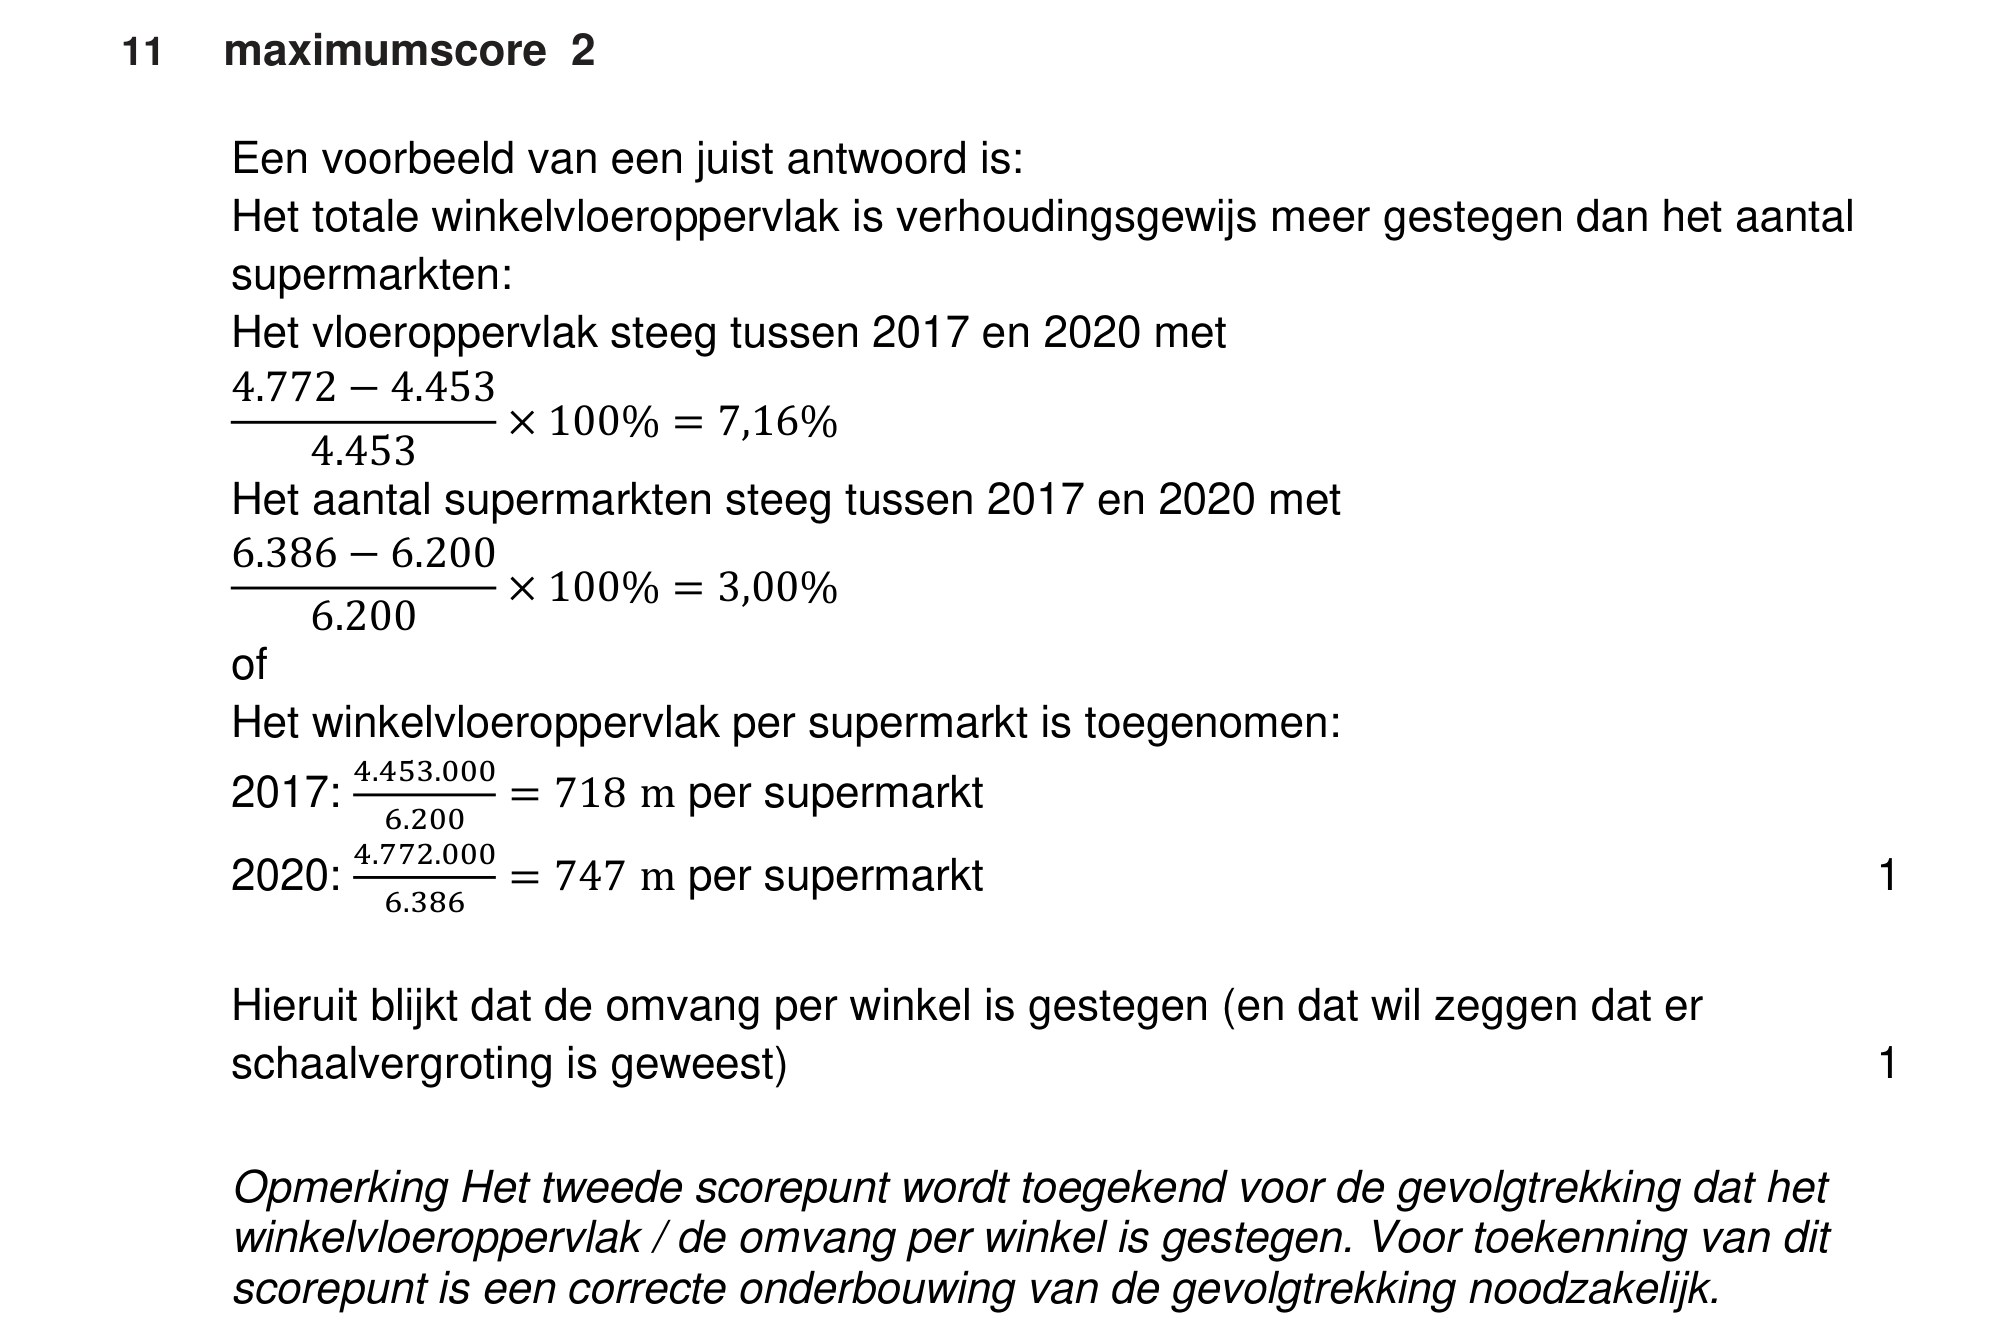 11 maximumscore 2
Een voorbeeld van een juist antwoord is:
Het totale winkelvloeroppervlak is verhoudingsgewijs meer gestegen dan het aantal
supermarkten:
Het vloeroppervlak steeg tussen 2017 en 2020 met
4.772 − 4.453
× 100% = 7,16%
4.453
Het aantal supermarkten steeg tussen 2017 en 2020 met
6.386 − 6.200
× 100% = 3,00%
6.200
of
Het winkelvloeroppervlak per supermarkt is toegenomen:
2017: 4.453.000/6.200 = 718 m per supermarkt
2020: 4.772.000/6.386 = 747 m per supermarkt 1
Hieruit blijkt dat de omvang per winkel is gestegen (en dat wil zeggen dat er
schaalvergroting is geweest) 1
Opmerking Het tweede scorepunt wordt toegekend voor de gevolgtrekking dat het
winkelvloeroppervlak / de omvang per winkel is gestegen. Voor toekenning van dit
scorepunt is een correcte onderbouwing van de gevolgtrekking noodzakelijk.